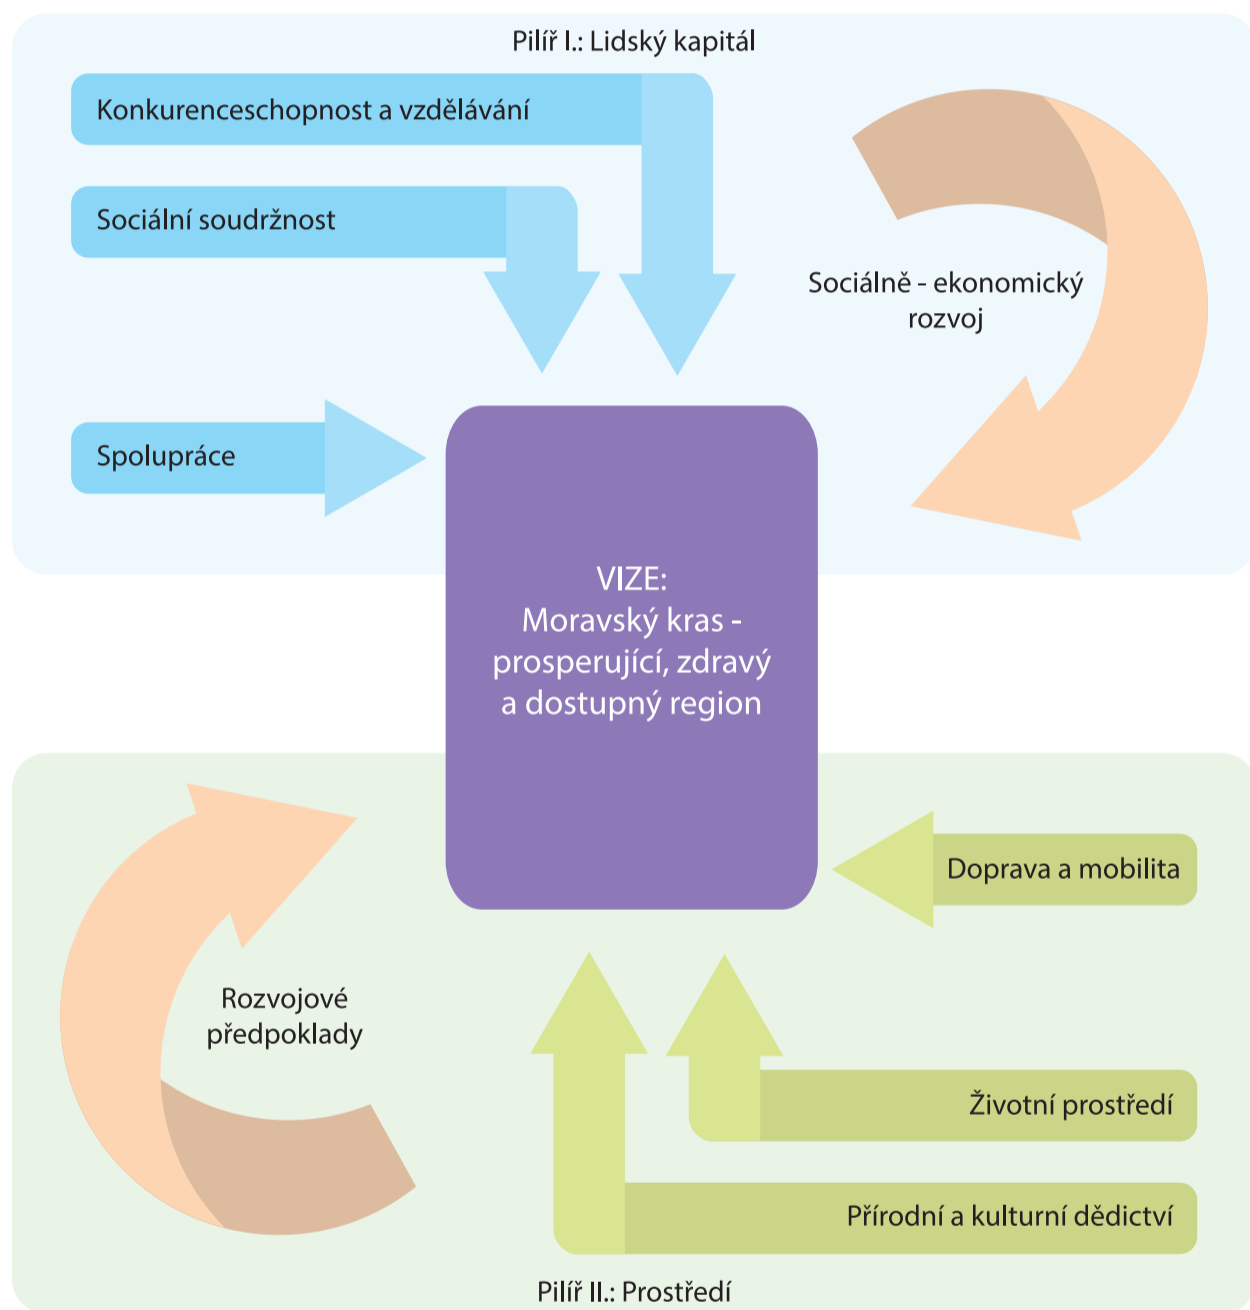 Pilíř I.: Lidský kapitál
Konkurenceschopnost a vzdělávání
Sociální soudržnost
Sociálně - ekonomický
rozvoj
Spolupráce
VIZE:
Moravský kras -
prosperující, zdravý
a dostupný region
Doprava a mobilita
Rozvojové
předpoklady
Životní prostředí
Přírodní a kulturní dědictví
Pilíř II.: Prostředí